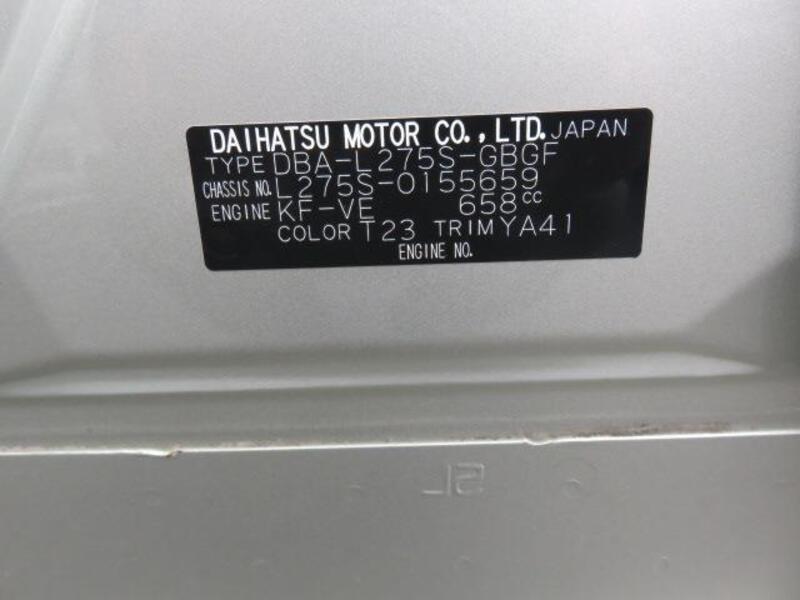 DAIHATSU MOTOR CO., LTD. JAPAN
TYPE DBA-L275S-GBGF
CHASSIS NO. L275S-0155659
ENGINE KF-VE 658cc
COLOR T23 TRIM YA41
ENGINE NO.